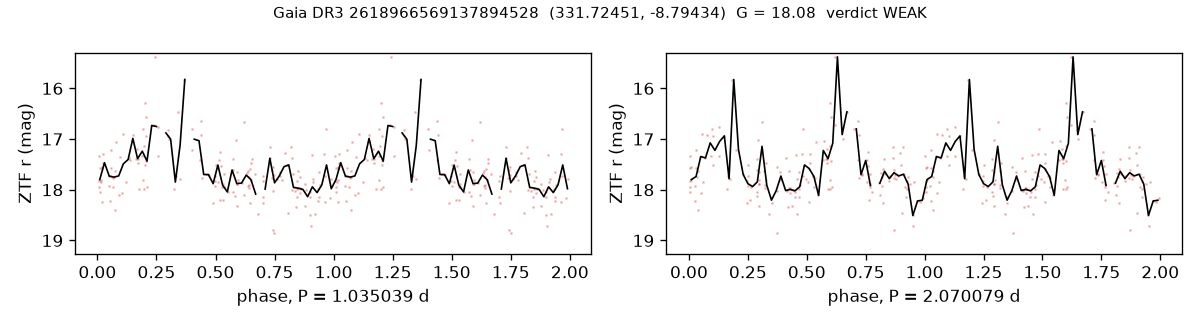 Gaia DR3 2618966569137894528 (331.72451, -8.79434) G = 18.08 verdict WEAK
ZTF r (mag)
16
17
18
19
0.00 0.25 0.50 0.75 1.00 1.25 1.50 1.75 2.00
phase, P = 1.035039 d
ZTF r (mag)
16
17
18
19
0.00 0.25 0.50 0.75 1.00 1.25 1.50 1.75 2.00
phase, P = 2.070079 d